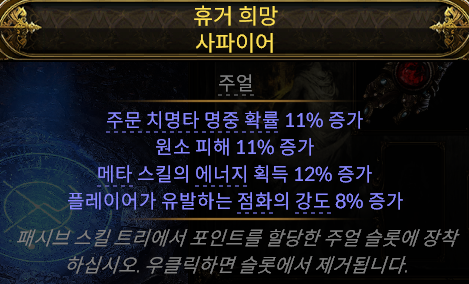 휴거 희망
사파이어
주얼
주문 치명타 명중 확률 11% 증가
원소 피해 11% 증가
메타 스킬의 에너지 획득 12% 증가
플레이어가 유발하는 점화의 강도 8% 증가
패시브 스킬 트리에서 포인트를 할당한 주얼 슬롯에 장착
하십시오. 우클릭하면 슬롯에서 제거됩니다.